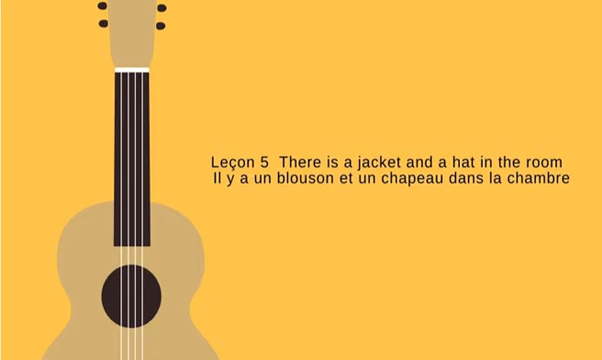 Leçon 5  There is a jacket and a hat in the room
Il y a un blouson et un chapeau dans la chambre